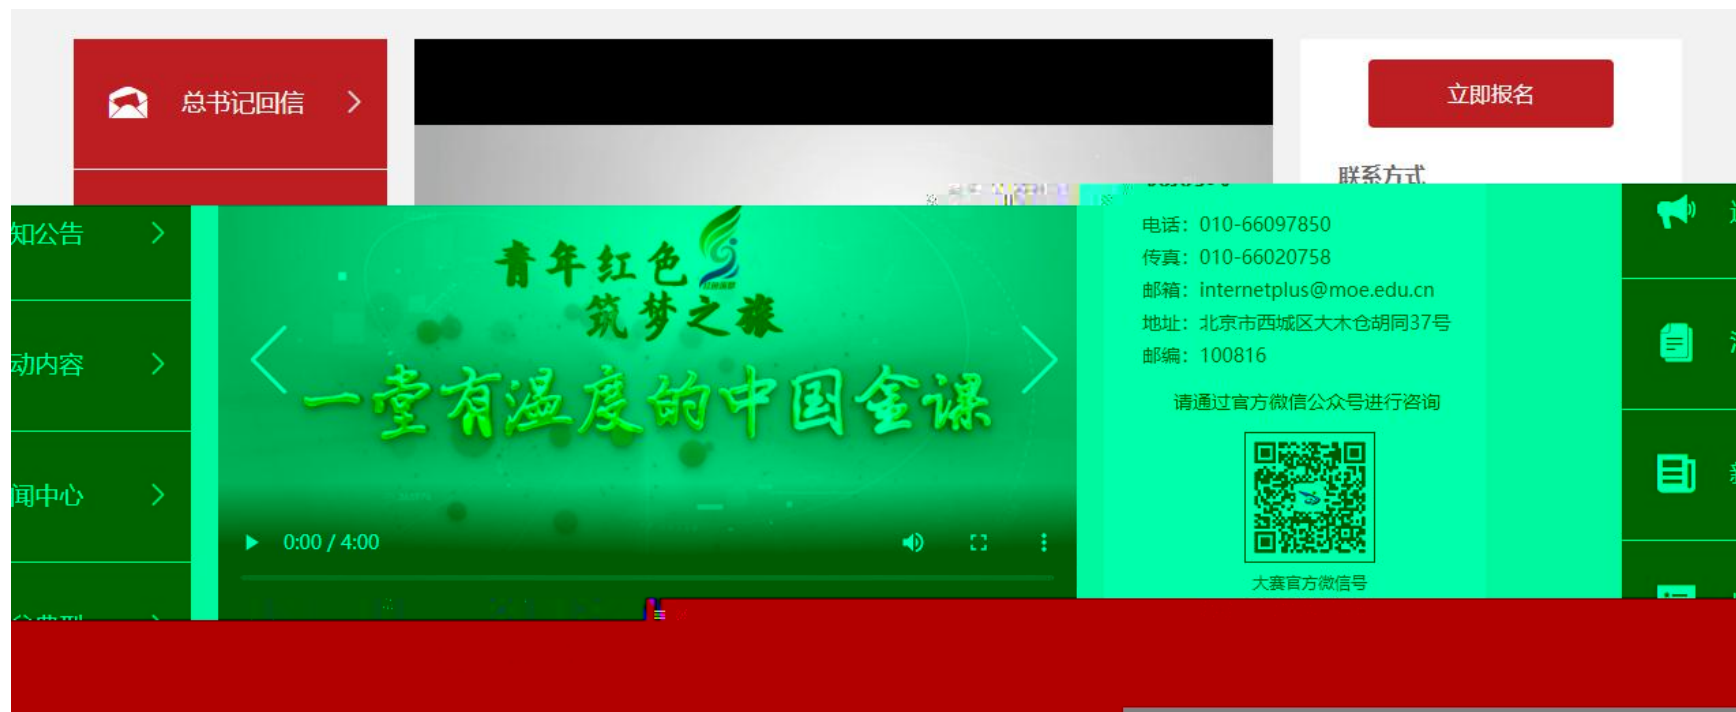 总书记回信
立即报名
联系方式
知公告
动内容
闻中心
青年红色
筑梦之旅
一堂有温度的中国金课
0:00 / 4:00
电话：010-66097850
传真：010-66020758
邮箱：internetplus@moe.edu.cn
地址：北京市西城区大木仓胡同37号
邮编：100816
请通过官方微信公众号进行咨询
大赛官方微信号